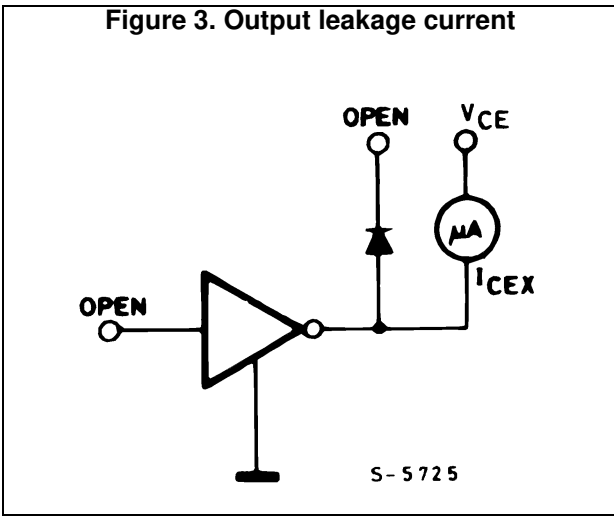 Figure 3. Output leakage current
OPEN
VCE
μA
ICEX
OPEN
S-5725